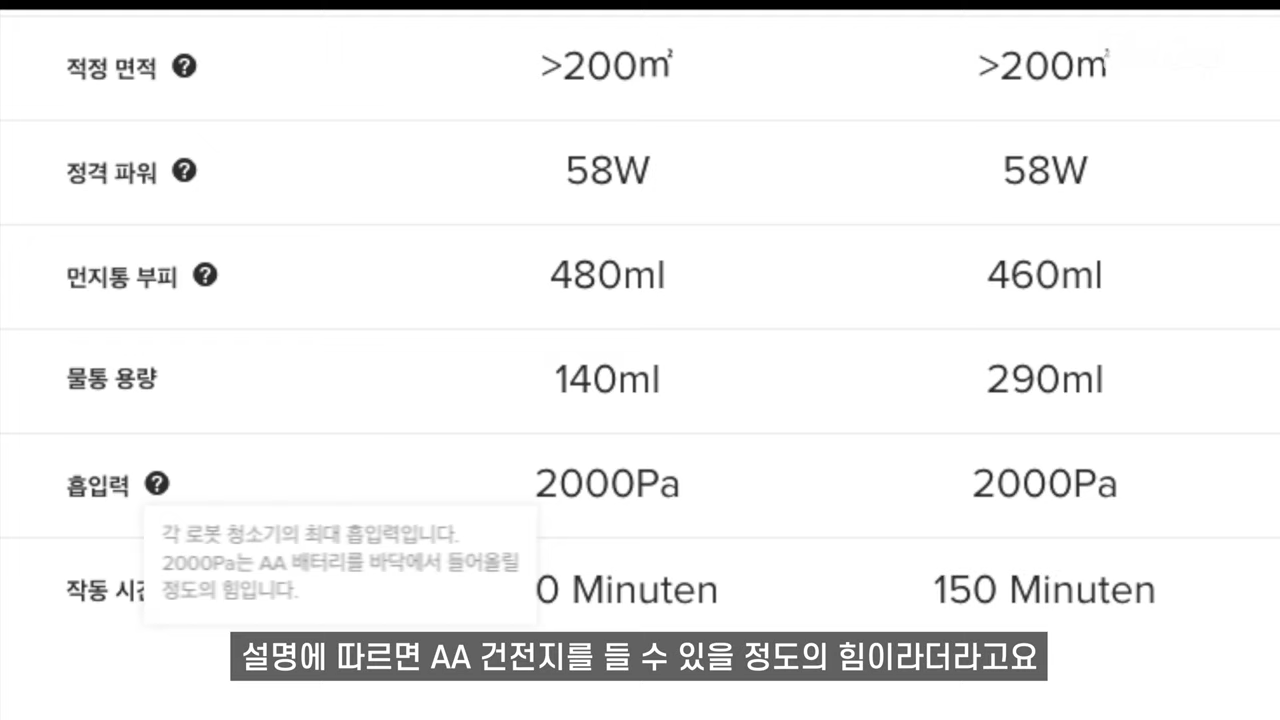 적정 면적 ? >200㎡ >200㎡
정격 파워 ? 58W 58W
먼지통 부피 ? 480ml 460ml
물통 용량 140ml 290ml
흡입력 ? 2000Pa 2000Pa
각 로봇 청소기의 최대 흡입력입니다.
2000Pa는 AA 배터리를 바닥에서 들어올릴
정도의 힘입니다.
작동 0 Minuten 150 Minuten
설명에 따르면 AA 건전지를 들 수 있을 정도의 힘이라더라고요